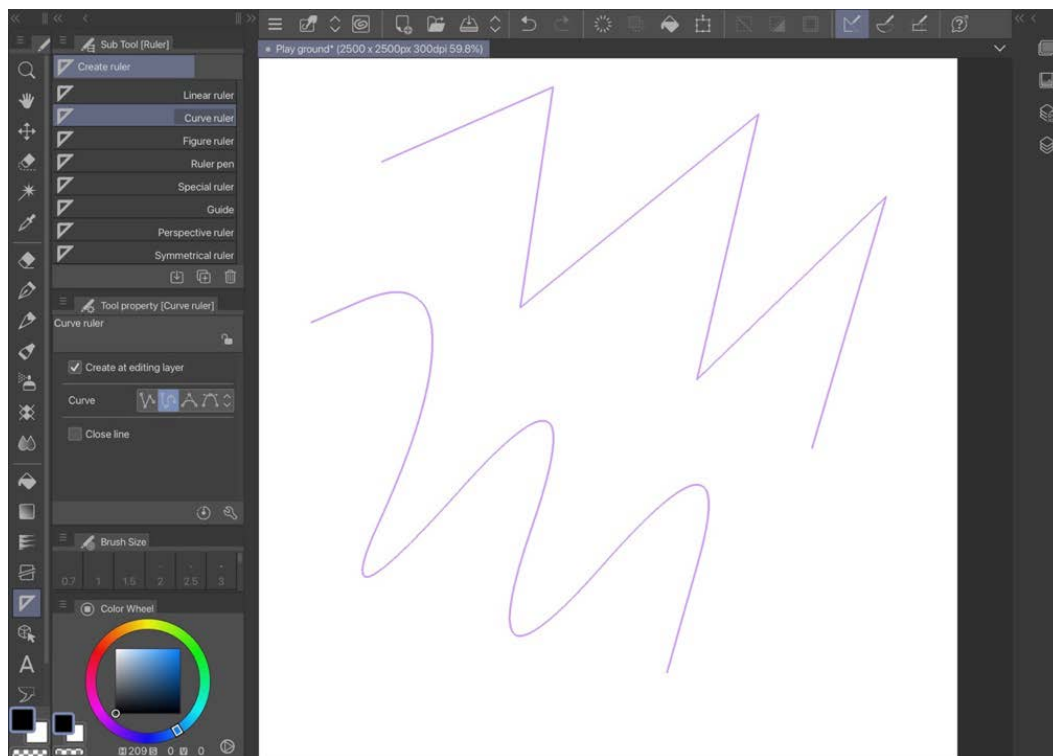 Sub Tool [Ruler]
Play ground* (2500 x 2500px 300dpi 59.8%)
Create ruler
Linear ruler
Curve ruler
Figure ruler
Ruler pen
Special ruler
Guide
Perspective ruler
Symmetrical ruler
Tool property [Curve ruler]
Curve ruler
Create at editing layer
Curve
Close line
Brush Size
0.7 1 1.5 2 2.5 3
Color Wheel
A
H 209 S 0 V 0